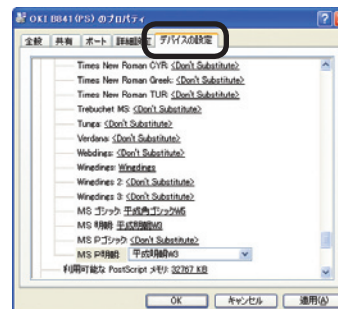 OKI B841(PS) のプロパティ
全般 共有 ポート 詳細設定 デバイスの設定
Times New Roman CYR: <Don't Substitute>
Times New Roman Greek: <Don't Substitute>
Times New Roman TUR: <Don't Substitute>
Trebuchet MS: <Don't Substitute>
Tunga: <Don't Substitute>
Verdana: <Don't Substitute>
Webdings: <Don't Substitute>
Wingdings: Wingdings
Wingdings 2: <Don't Substitute>
Wingdings 3: <Don't Substitute>
MS ゴシック: 平成角ゴシックW5
MS 明朝: 平成明朝W3
MS Pゴシック: <Don't Substitute>
MS P明朝: 平成明朝W3
利用可能な PostScript メモリ: 32767 KB
OK キャンセル 適用(A)